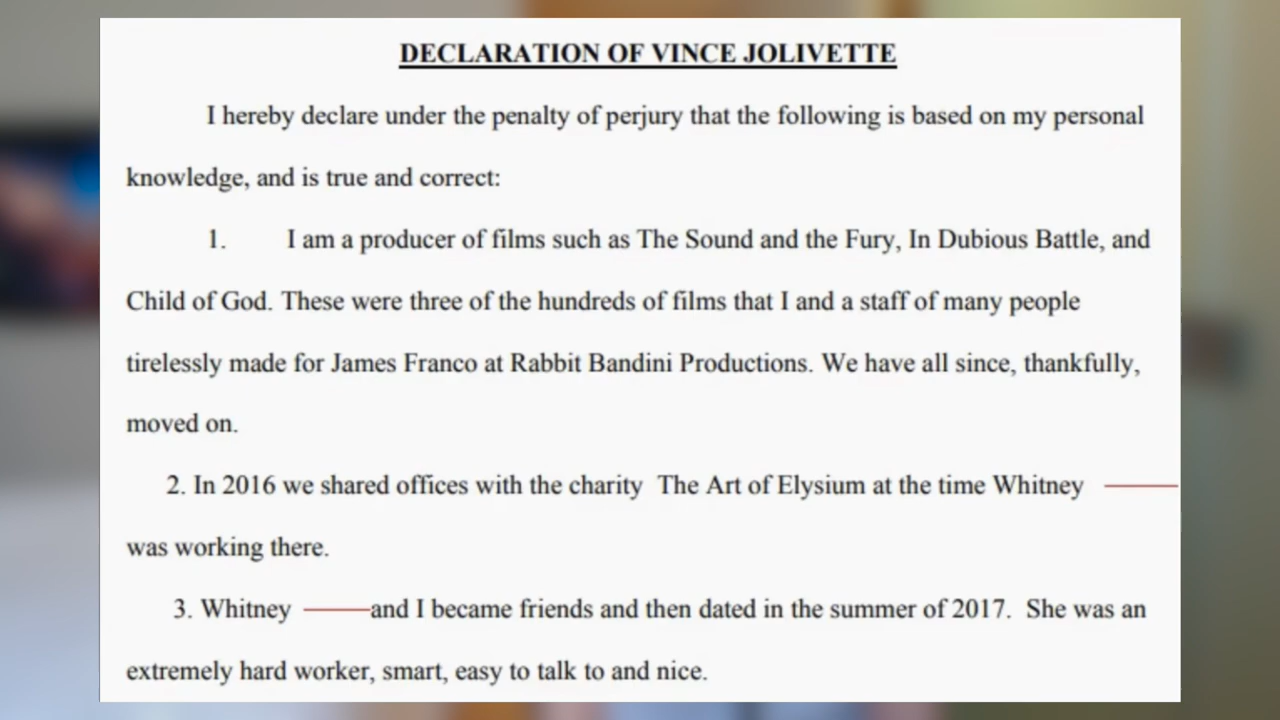 DECLARATION OF VINCE JOLIVETTE
I hereby declare under the penalty of perjury that the following is based on my personal
knowledge, and is true and correct:
1. I am a producer of films such as The Sound and the Fury, In Dubious Battle, and
Child of God. These were three of the hundreds of films that I and a staff of many people
tirelessly made for James Franco at Rabbit Bandini Productions. We have all since, thankfully,
moved on.
2. In 2016 we shared offices with the charity The Art of Elysium at the time Whitney
was working there.
3. Whitney and I became friends and then dated in the summer of 2017. She was an
extremely hard worker, smart, easy to talk to and nice.